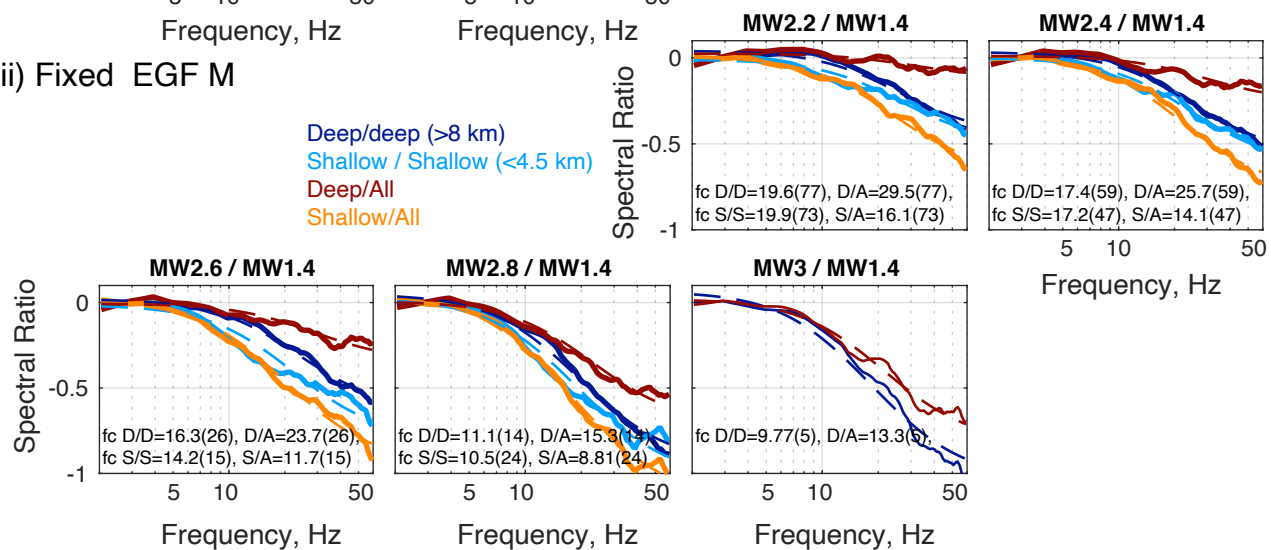 Frequency, Hz
Frequency, Hz
ii) Fixed EGF M
Deep/deep (>8 km)
Shallow / Shallow (<4.5 km)
Deep/All
Shallow/All
MW2.2 / MW1.4
0
-0.5
-1
Spectral Ratio
fc D/D=19.6(77), D/A=29.5(77),
fc S/S=19.9(73), S/A=16.1(73)
MW2.4 / MW1.4
fc D/D=17.4(59), D/A=25.7(59),
fc S/S=17.2(47), S/A=14.1(47)
5 10 50
Frequency, Hz
MW2.6 / MW1.4
0
-0.5
-1
Spectral Ratio
fc D/D=16.3(26), D/A=23.7(26),
fc S/S=14.2(15), S/A=11.7(15)
5 10 50
Frequency, Hz
MW2.8 / MW1.4
fc D/D=11.1(14), D/A=15.3(14),
fc S/S=10.5(24), S/A=8.81(24)
5 10 50
Frequency, Hz
MW3 / MW1.4
fc D/D=9.77(5), D/A=13.3(5),
5 10 50
Frequency, Hz